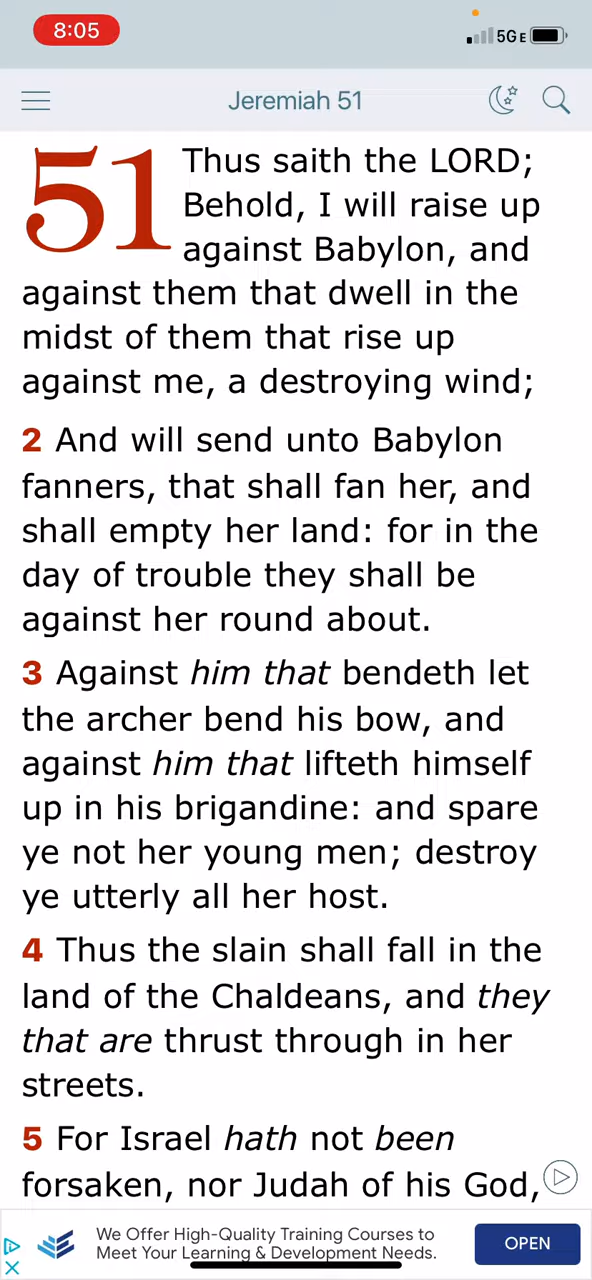 8:05
5G E
Jeremiah 51
51 Thus saith the LORD;
Behold, I will raise up
against Babylon, and
against them that dwell in the
midst of them that rise up
against me, a destroying wind;
2 And will send unto Babylon
fanners, that shall fan her, and
shall empty her land: for in the
day of trouble they shall be
against her round about.
3 Against him that bendeth let
the archer bend his bow, and
against him that lifteth himself
up in his brigandine: and spare
ye not her young men; destroy
ye utterly all her host.
4 Thus the slain shall fall in the
land of the Chaldeans, and they
that are thrust through in her
streets.
5 For Israel hath not been
forsaken, nor Judah of his God,
We Offer High-Quality Training Courses to
Meet Your Learning & Development Needs.
OPEN